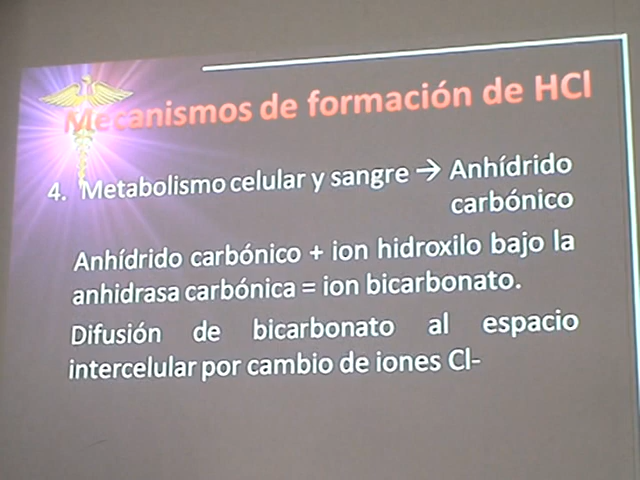 Mecanismos de formación de HCl
4. Metabolismo celular y sangre → Anhídrido
carbónico
Anhídrido carbónico + ion hidroxilo bajo la
anhidrasa carbónica = ion bicarbonato.
Difusión de bicarbonato al espacio
intercelular por cambio de iones Cl-